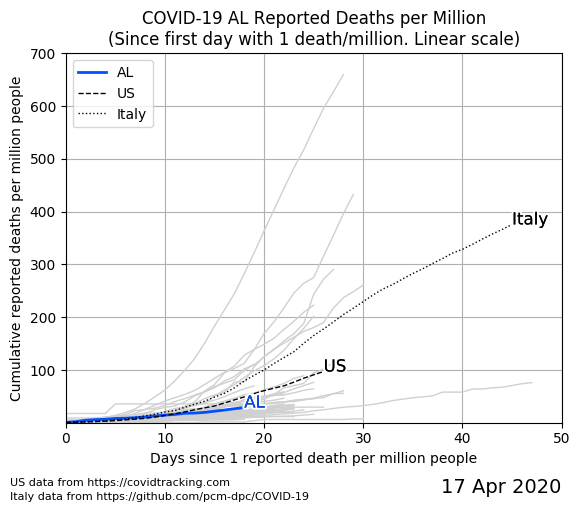 COVID-19 AL Reported Deaths per Million
(Since first day with 1 death/million. Linear scale)
700
600
500
400
300
200
100
AL
US
Italy
Italy
US
AL
Cumulative reported deaths per million people
0
10
20
30
40
50
Days since 1 reported death per million people
US data from https://covidtracking.com
Italy data from https://github.com/pcm-dpc/COVID-19
17 Apr 2020